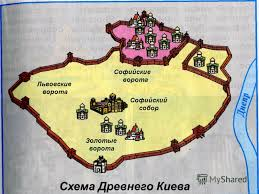 Софийские
ворота
Львовские
ворота
Софийский
собор
Золотые
ворота
Днепр
Схема Древнего Киева
MyShared